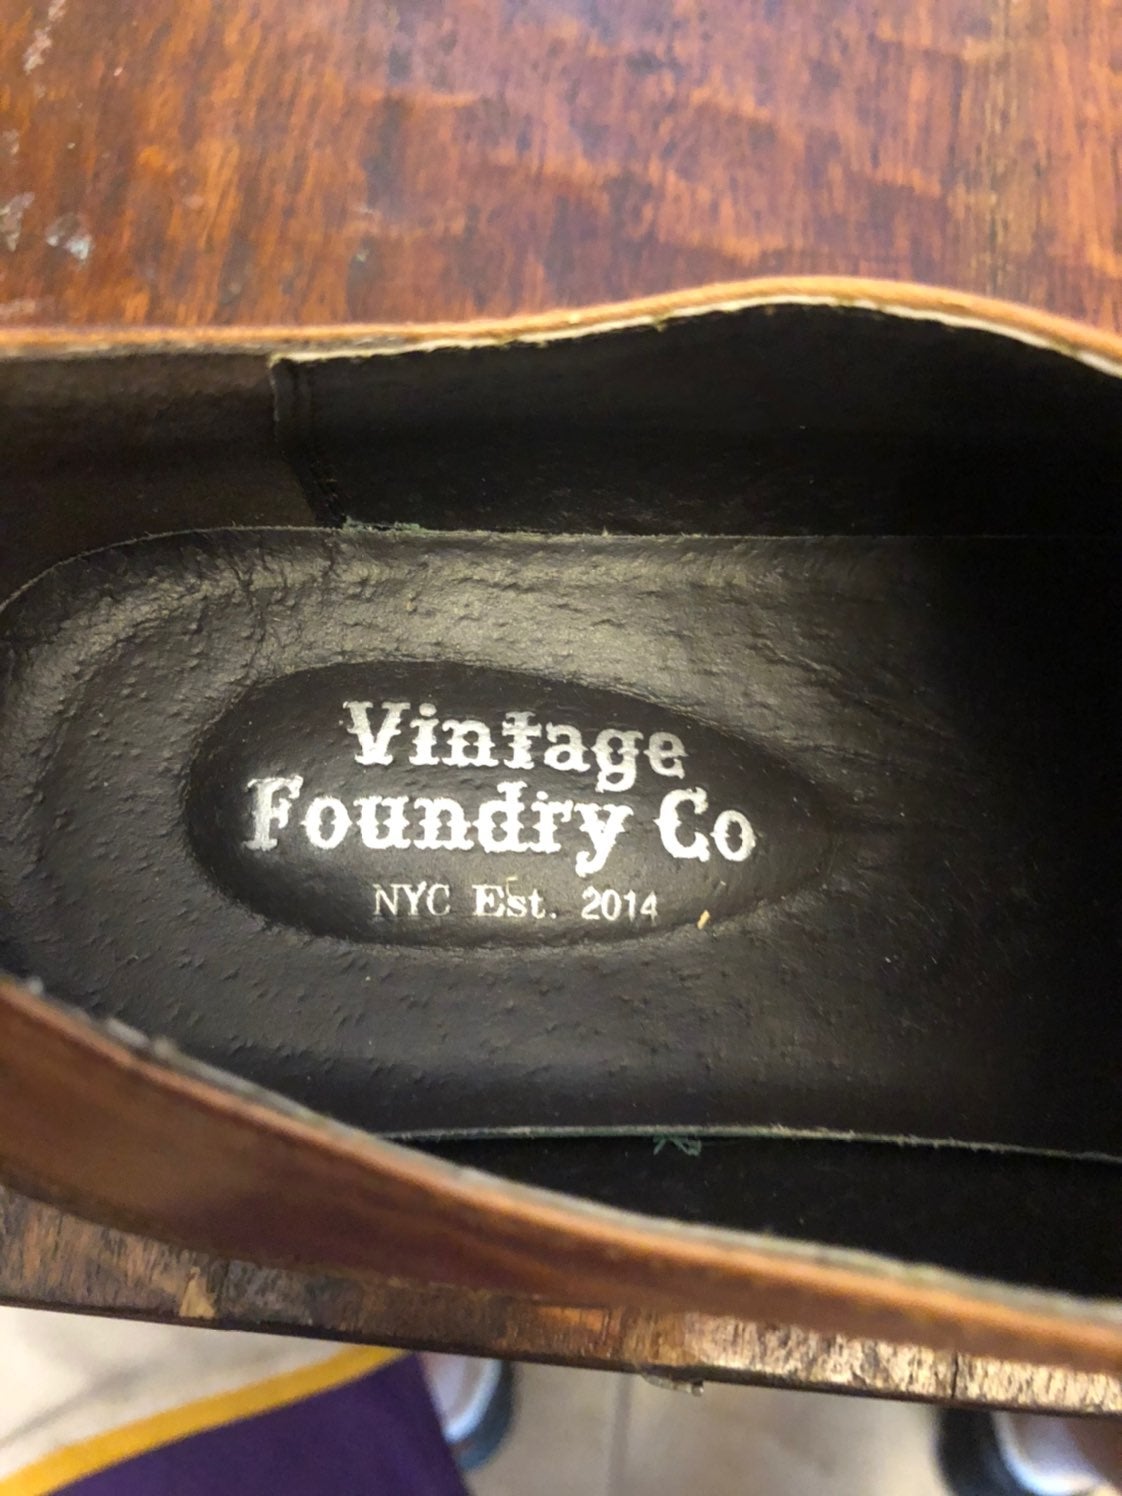 Vintage
Foundry Co
NYC Est. 2014